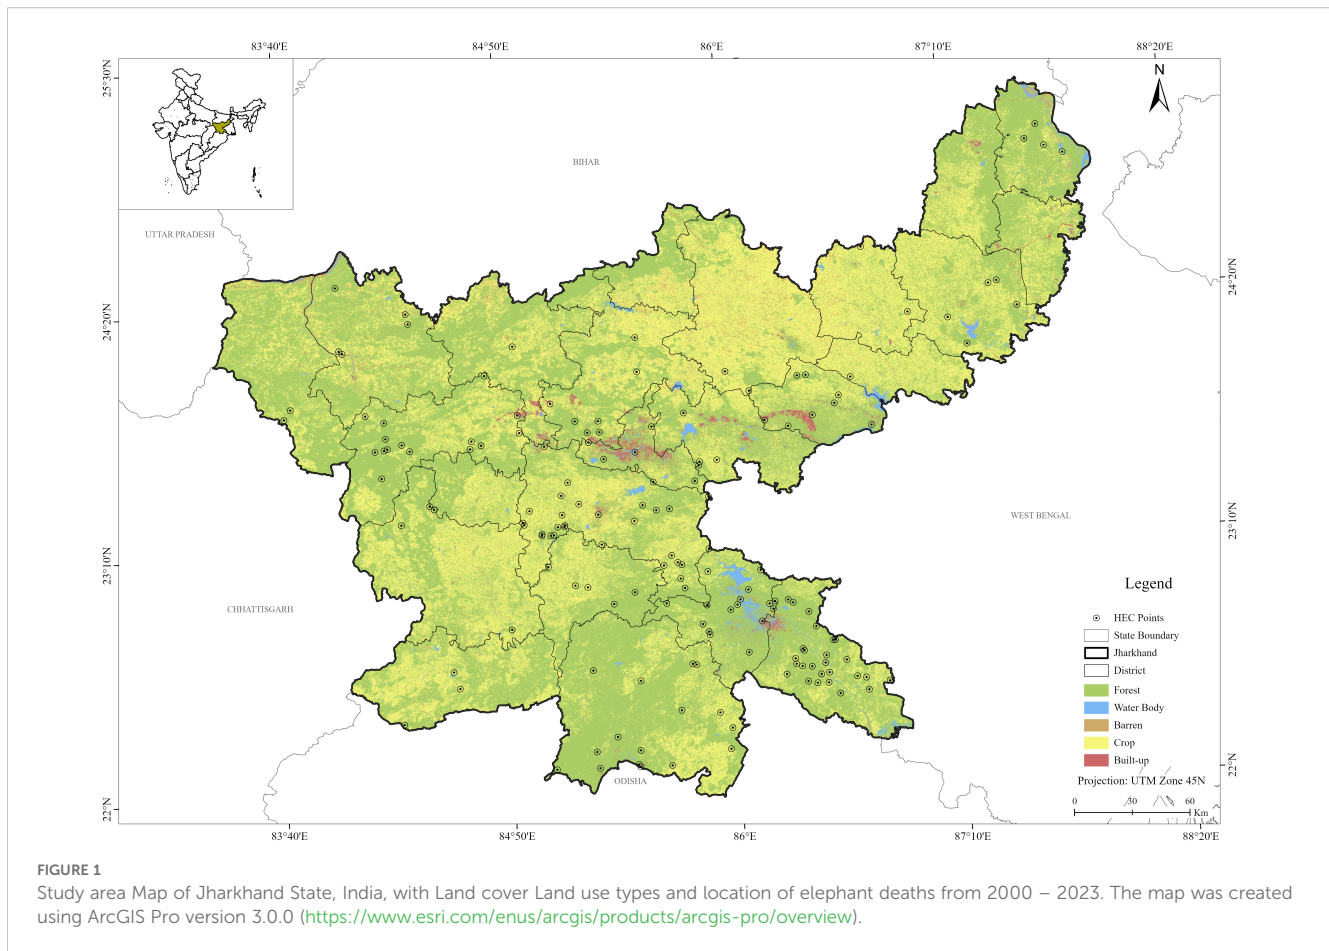 83°40'E
84°50'E
86°E
87°10'E
88°20'E
25°30'N
24°20'N
23°10'N
22°N
24°20'N
23°10'N
22°N
N
BIHAR
UTTAR PRADESH
WEST BENGAL
CHHATTISGARH
ODISHA
Legend
HEC Points
State Boundary
Jharkhand
District
Forest
Water Body
Barren
Crop
Built-up
Projection: UTM Zone 45N
0 30 60
Km
83°40'E
84°50'E
86°E
87°10'E
88°20'E
FIGURE 1
Study area Map of Jharkhand State, India, with Land cover Land use types and location of elephant deaths from 2000 – 2023. The map was created
using ArcGIS Pro version 3.0.0 (https://www.esri.com/enus/arcgis/products/arcgis-pro/overview).